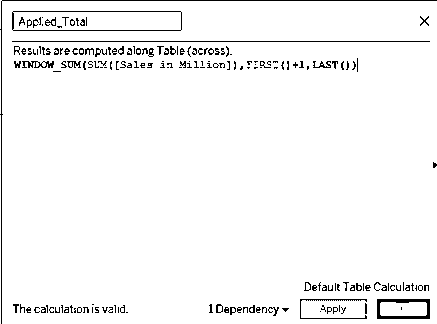 Applied_Total
Results are computed along Table (across).
WINDOW_SUM(SUM([Sales in Million]),FIRST()+1,LAST())
Default Table Calculation
The calculation is valid.
1 Dependency
Apply